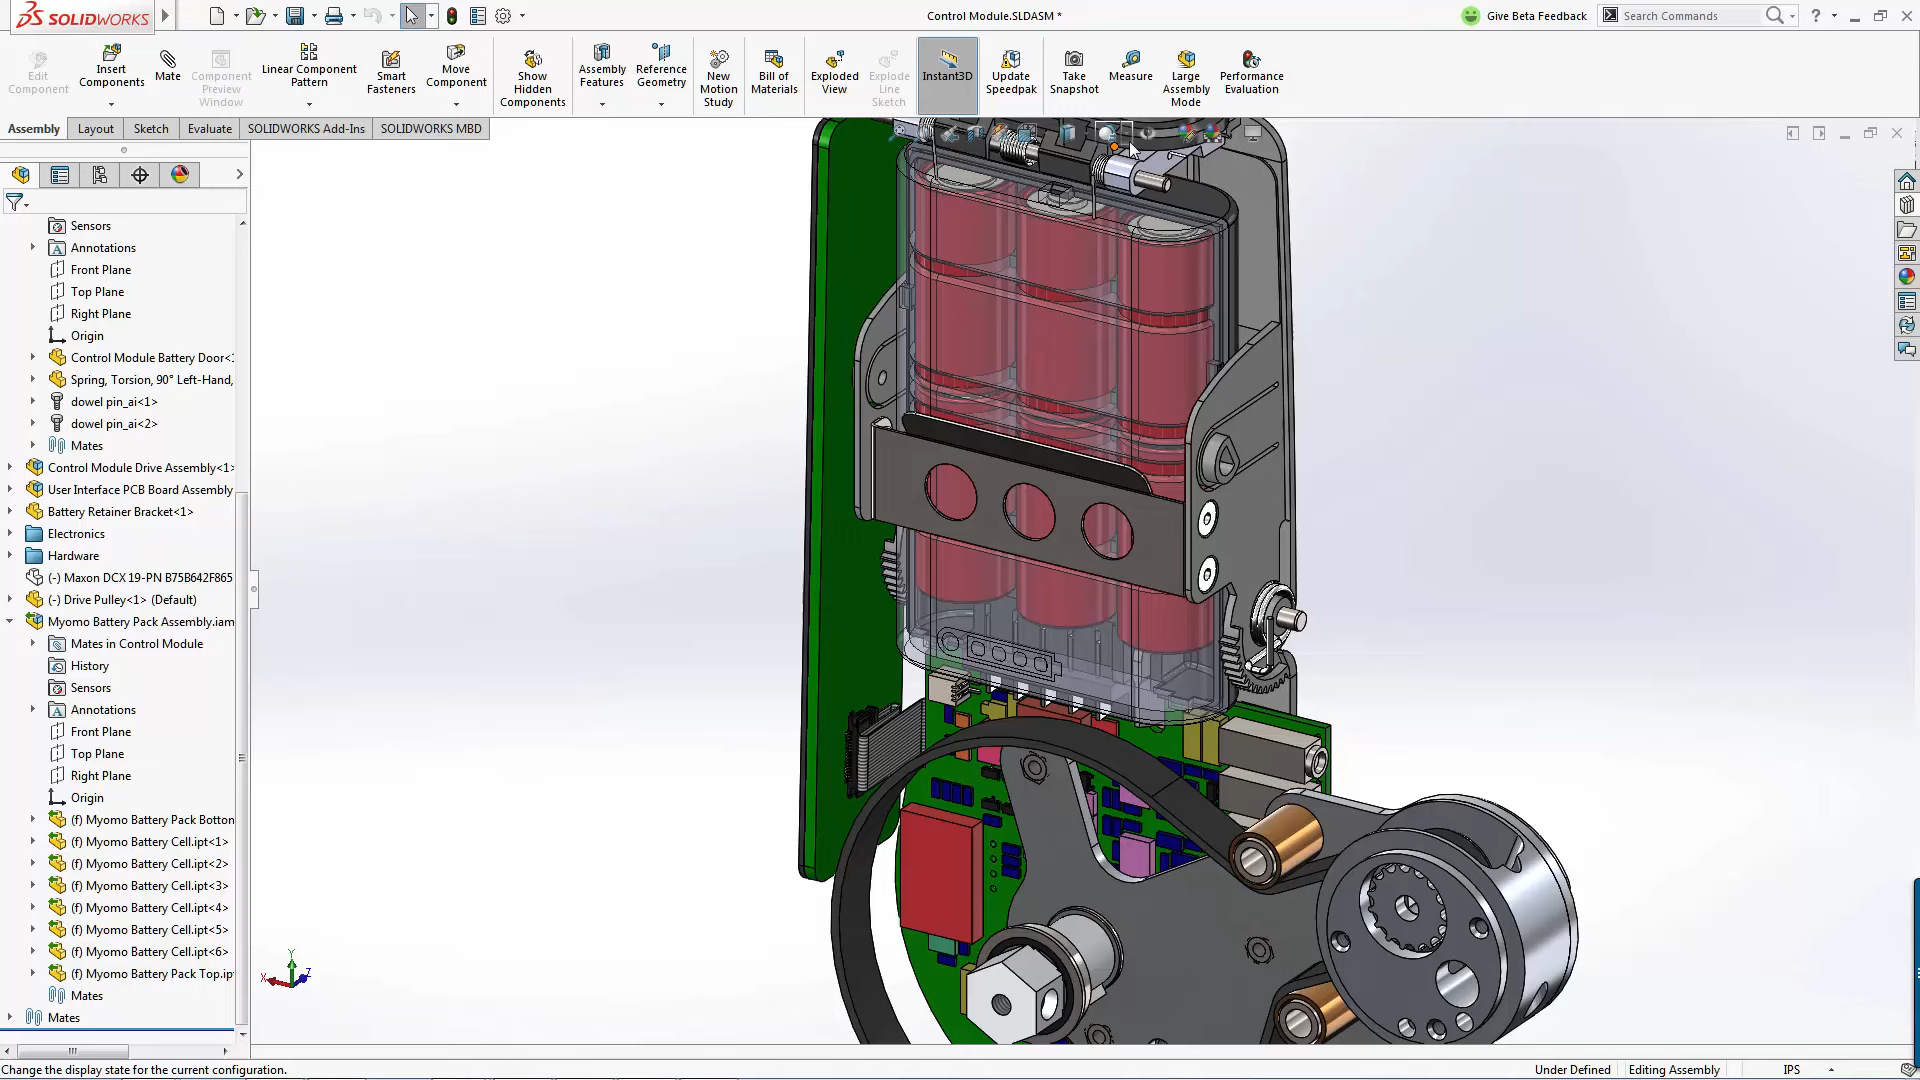 SOLIDWORKS
Control Module.SLDASM *
Give Beta Feedback
Search Commands
Edit Component
Insert Components
Mate
Component Preview Window
Linear Component Pattern
Smart Fasteners
Move Component
Show Hidden Components
Assembly Features
Reference Geometry
New Motion Study
Bill of Materials
Exploded View
Explode Line Sketch
Instant3D
Update Speedpak
Take Snapshot
Measure
Large Assembly Mode
Performance Evaluation
Assembly
Layout
Sketch
Evaluate
SOLIDWORKS Add-Ins
SOLIDWORKS MBD
Sensors
Annotations
Front Plane
Top Plane
Right Plane
Origin
Control Module Battery Door<1
Spring, Torsion, 90° Left-Hand,
dowel pin_ai<1>
dowel pin_ai<2>
Mates
Control Module Drive Assembly<1>
User Interface PCB Board Assembly
Battery Retainer Bracket<1>
Electronics
Hardware
(-) Maxon DCX 19-PN B75B642F865
(-) Drive Pulley<1> (Default)
Myomo Battery Pack Assembly.iam
Mates in Control Module
History
Sensors
Annotations
Front Plane
Top Plane
Right Plane
Origin
(f) Myomo Battery Pack Botton
(f) Myomo Battery Cell.ipt<1>
(f) Myomo Battery Cell.ipt<2>
(f) Myomo Battery Cell.ipt<3>
(f) Myomo Battery Cell.ipt<4>
(f) Myomo Battery Cell.ipt<5>
(f) Myomo Battery Cell.ipt<6>
(f) Myomo Battery Pack Top.ip
Mates
Mates
Y
X
Z
Change the display state for the current configuration.
Under Defined
Editing Assembly
IPS